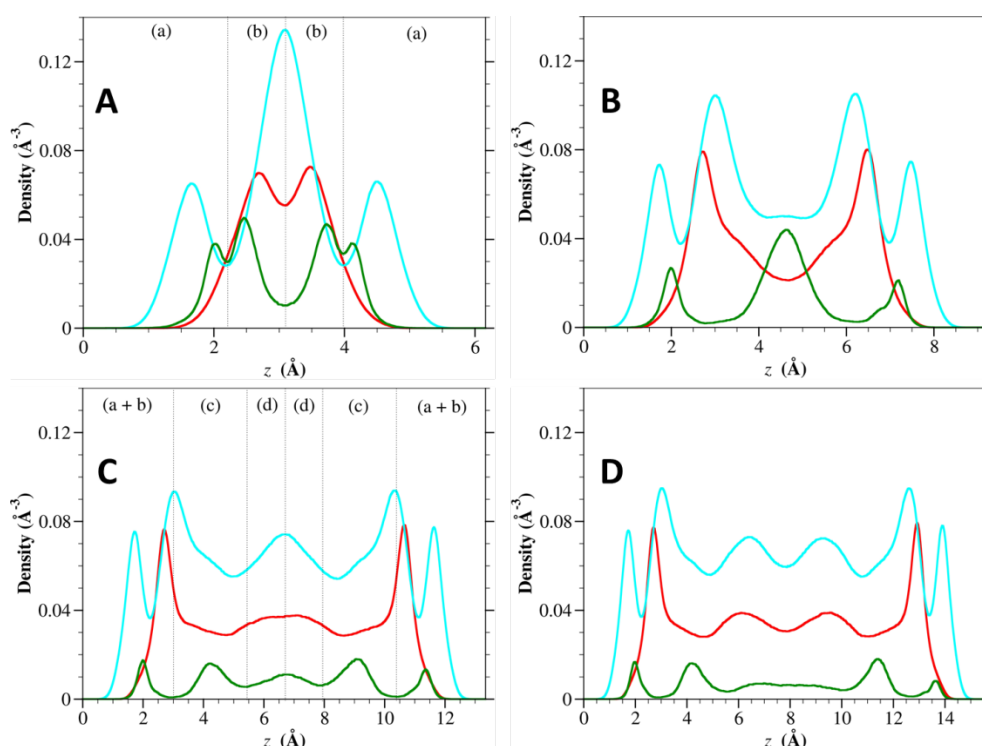 (a) (b) (b) (a)
0.12
A
Density (Å⁻³)
0.08
0.04
0
0 2 4 6
z (Å)
0.12
B
Density (Å⁻³)
0.08
0.04
0
0 2 4 6 8
z (Å)
(a + b) (c) (d) (d) (c) (a + b)
0.12
C
Density (Å⁻³)
0.08
0.04
0
0 2 4 6 8 10 12
z (Å)
0.12
D
Density (Å⁻³)
0.08
0.04
0
0 2 4 6 8 10 12 14
z (Å)